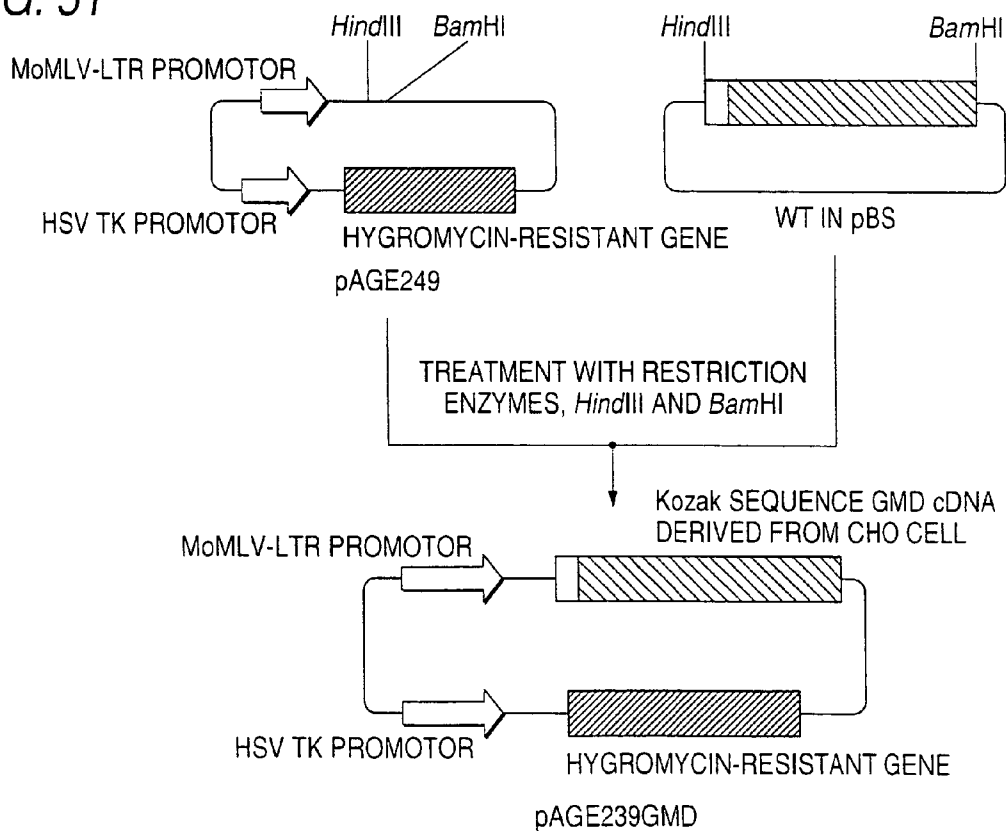 G. 37
HindIII BamHI HindIII BamHI
MoMLV-LTR PROMOTOR
HSV TK PROMOTOR
HYGROMYCIN-RESISTANT GENE
pAGE249
WT IN pBS
TREATMENT WITH RESTRICTION
ENZYMES, HindIII AND BamHI
Kozak SEQUENCE GMD cDNA
DERIVED FROM CHO CELL
MoMLV-LTR PROMOTOR
HSV TK PROMOTOR
HYGROMYCIN-RESISTANT GENE
pAGE239GMD